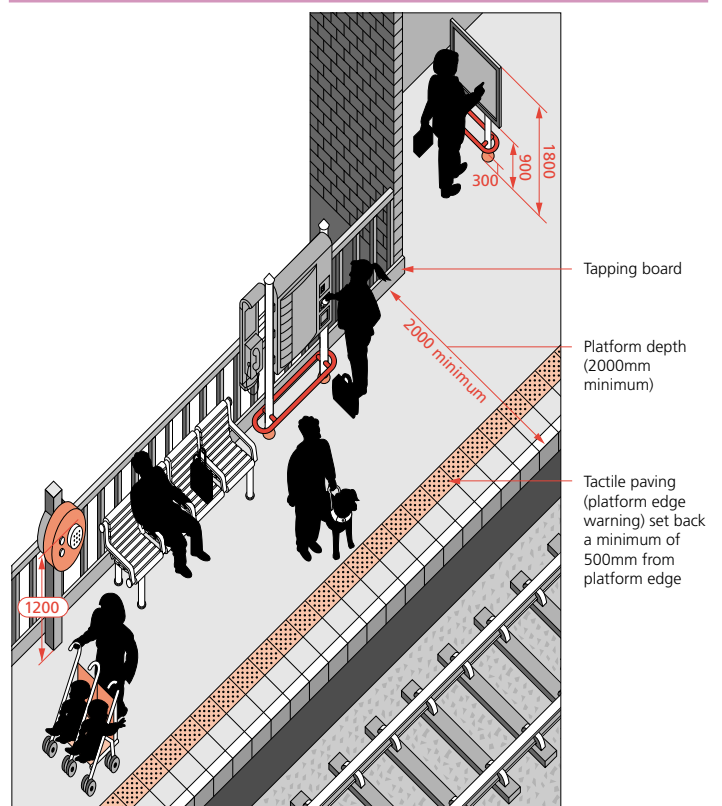 1800
900
300
Tapping board
2000 minimum
Platform depth
(2000mm
minimum)
Tactile paving
(platform edge
warning) set back
a minimum of
500mm from
platform edge
1200